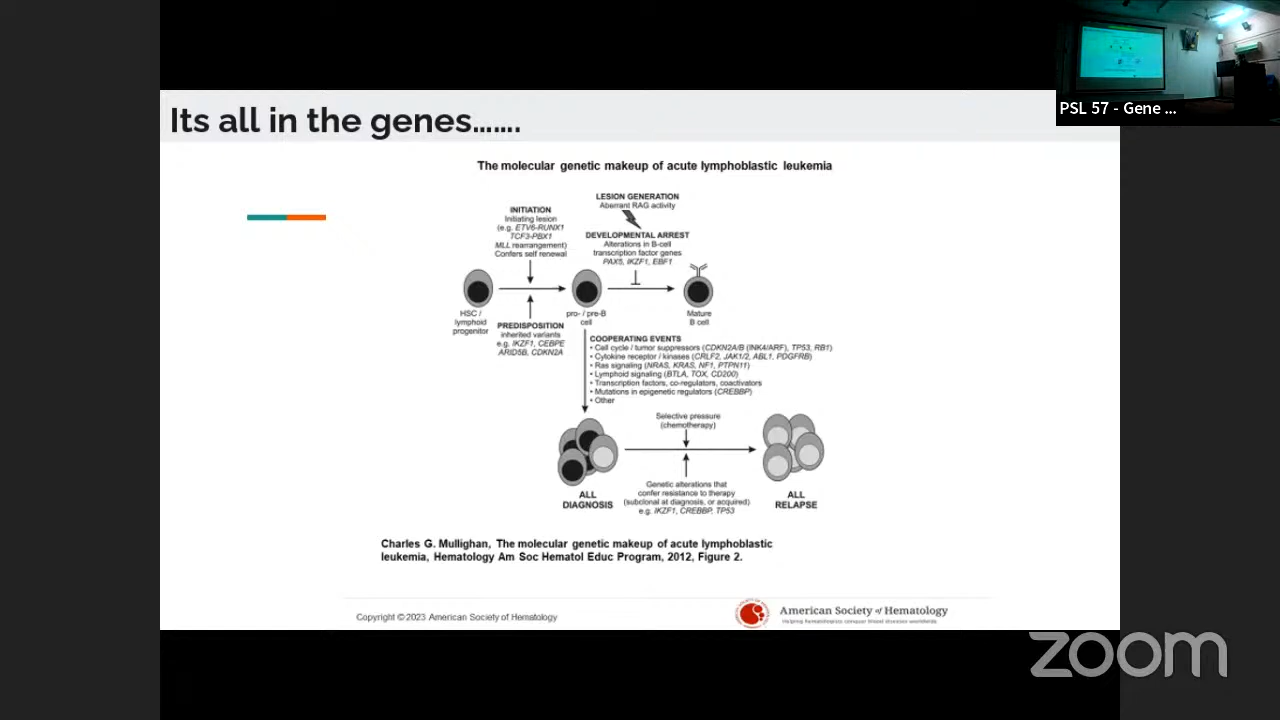 Its all in the genes…….
PSL 57 - Gene ...
The molecular genetic makeup of acute lymphoblastic leukemia
LESION GENERATION
Aberrant RAG activity
INITIATION
Initiating lesion
(e.g. ETV6-RUNX1
TCF3-PBX1
MLL rearrangement)
Confers self renewal
DEVELOPMENTAL ARREST
Alterations in B-cell
transcription factor genes
PAX5, IKZF1, EBF1
HSC /
lymphoid
progenitor
pro- / pre-B
cell
Mature
B cell
PREDISPOSITION
inherited variants
e.g. IKZF1, CEBPE
ARID5B, CDKN2A
COOPERATING EVENTS
• Cell cycle / tumor suppressors (CDKN2A/B (INK4/ARF), TP53, RB1)
• Cytokine receptor / kinases (CRLF2, JAK1/2, ABL1, PDGFRB)
• Ras signaling (NRAS, KRAS, NF1, PTPN11)
• Lymphoid signaling (BTLA, TOX, CD200)
• Transcription factors, co-regulators, coactivators
• Mutations in epigenetic regulators (CREBBP)
• Other
Selective pressure
(chemotherapy)
Genetic alterations that
confer resistance to therapy
(subclonal at diagnosis, or acquired)
e.g. IKZF1, CREBBP, TP53
ALL
DIAGNOSIS
ALL
RELAPSE
Charles G. Mullighan, The molecular genetic makeup of acute lymphoblastic
leukemia, Hematology Am Soc Hematol Educ Program, 2012, Figure 2.
Copyright ©2023 American Society of Hematology
American Society of Hematology
Helping hematologists conquer blood diseases worldwide
zoom